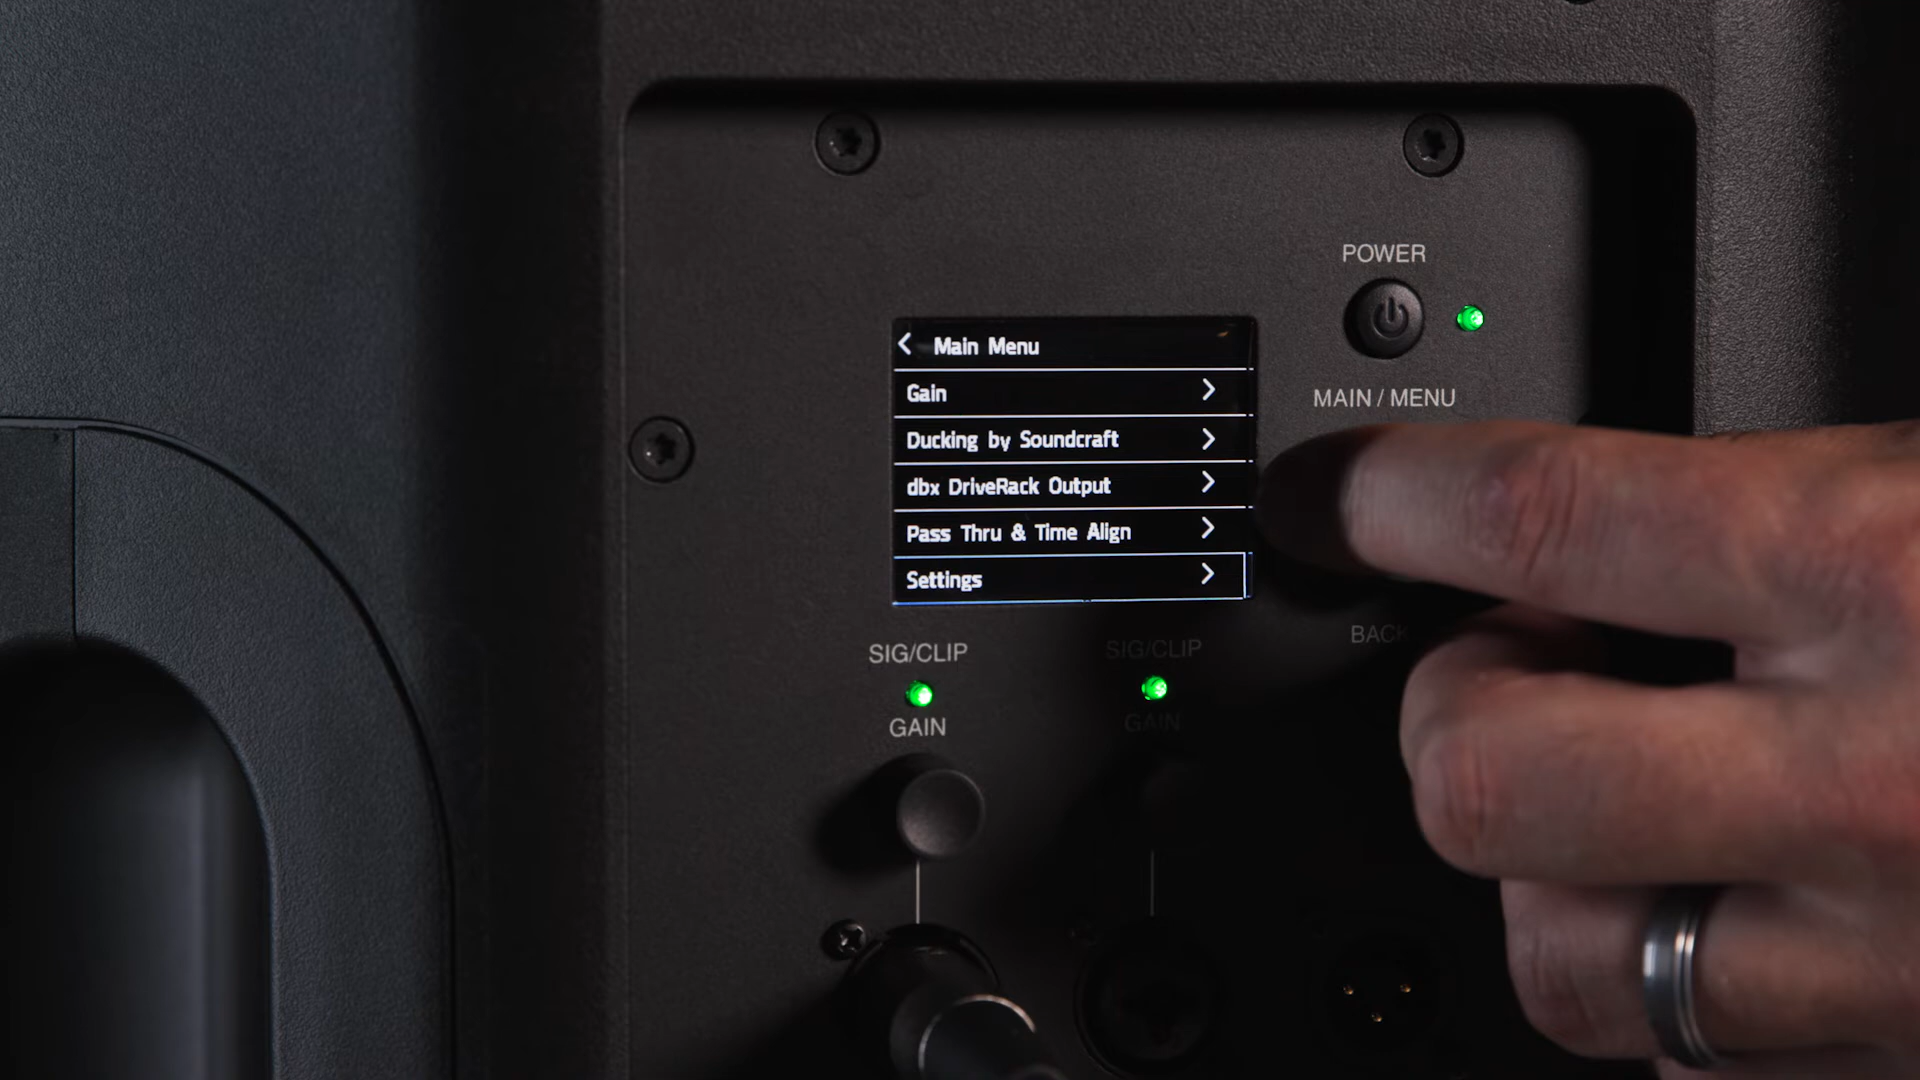 POWER
Main Menu
Gain
MAIN / MENU
Ducking by Soundcraft
dbx DriveRack Output
Pass Thru & Time Align
Settings
BACK
SIG/CLIP
SIG/CLIP
GAIN
GAIN